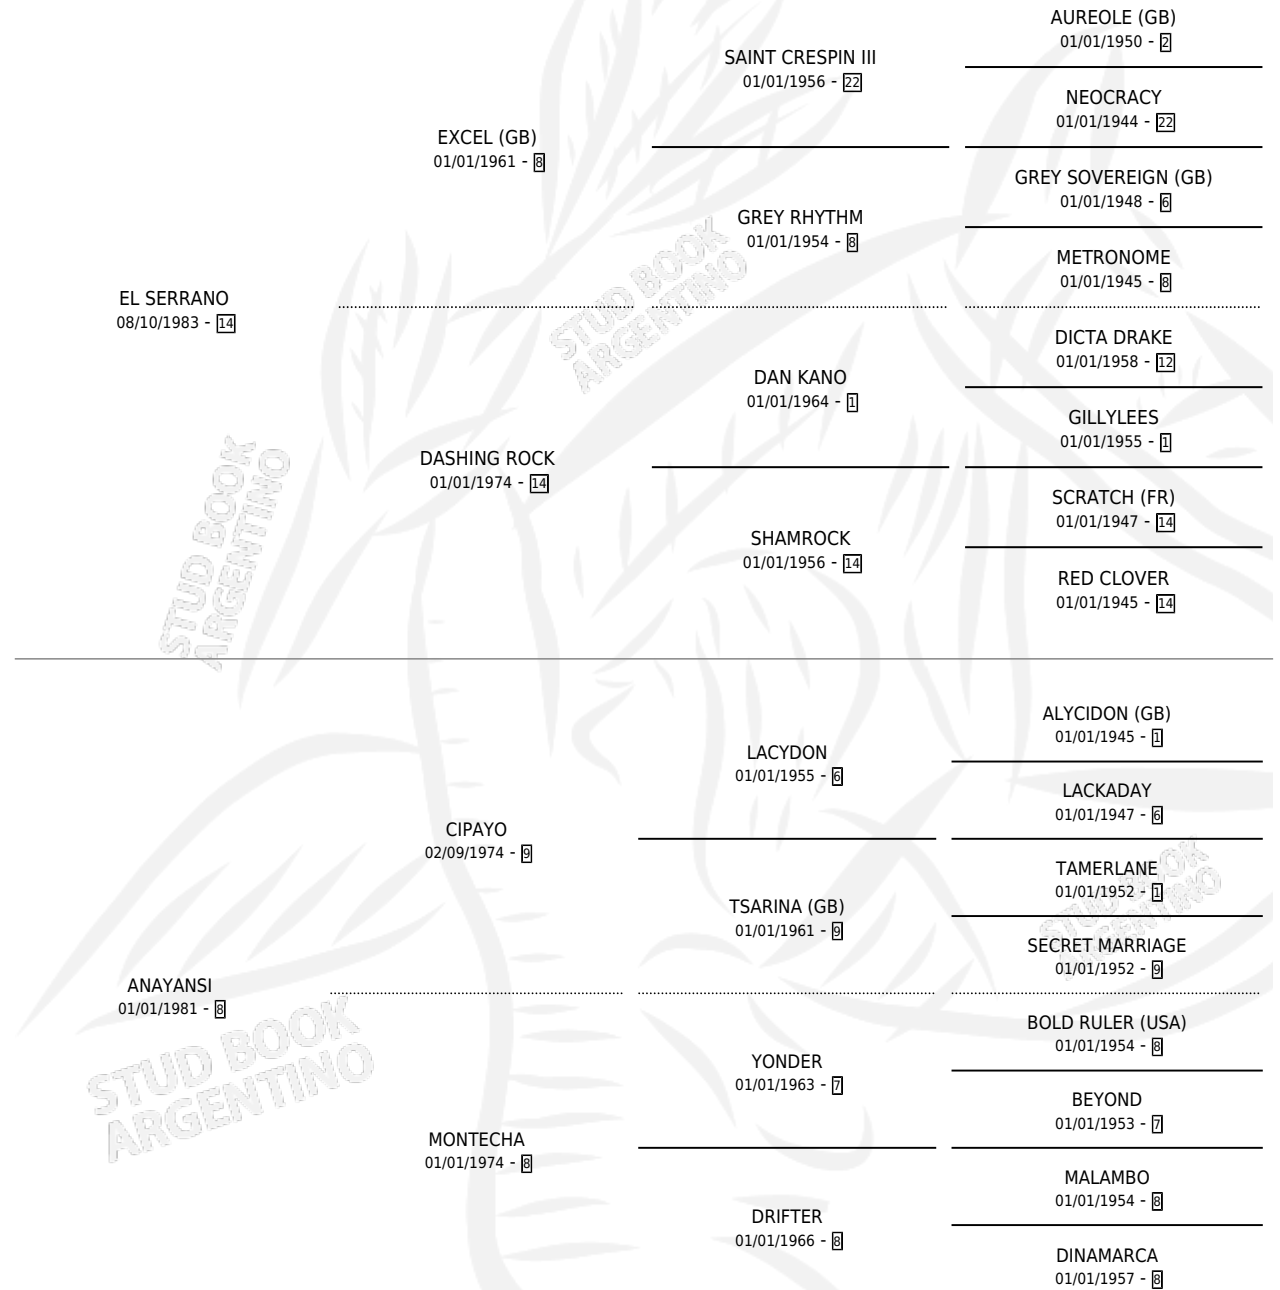 AUREOLE (GB)
01/01/1950 - 2
SAINT CRESPIN III
01/01/1956 - 22
NEOCRACY
01/01/1944 - 22
EXCEL (GB)
01/01/1961 - 8
GREY SOVEREIGN (GB)
01/01/1948 - 6
GREY RHYTHM
01/01/1954 - 8
METRONOME
01/01/1945 - 8
EL SERRANO
08/10/1983 - 14
STUD BOOK
ARGENTINO
DICTA DRAKE
01/01/1958 - 12
DAN KANO
01/01/1964 - 1
GILLYLEES
01/01/1955 - 1
DASHING ROCK
01/01/1974 - 14
SCRATCH (FR)
01/01/1947 - 14
SHAMROCK
01/01/1956 - 14
RED CLOVER
01/01/1945 - 14
STUD BOOK
ARGENTINO
ALYCIDON (GB)
01/01/1945 - 1
LACYDON
01/01/1955 - 6
LACKADAY
01/01/1947 - 6
CIPAYO
02/09/1974 - 9
TAMERLANE
01/01/1952 - 1
TSARINA (GB)
01/01/1961 - 9
STUD BOOK
ARGENTINO
SECRET MARRIAGE
01/01/1952 - 9
ANAYANSI
01/01/1981 - 8
BOLD RULER (USA)
01/01/1954 - 8
YONDER
01/01/1963 - 7
STUD BOOK
ARGENTINO
BEYOND
01/01/1953 - 7
MONTECHA
01/01/1974 - 8
MALAMBO
01/01/1954 - 8
DRIFTER
01/01/1966 - 8
DINAMARCA
01/01/1957 - 8